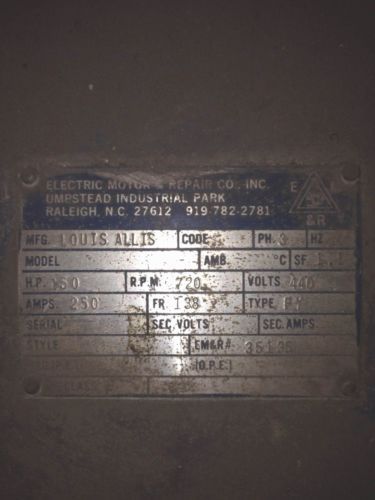 ELECTRIC MOTOR & REPAIR CO., INC.
UMPSTEAD INDUSTRIAL PARK
RALEIGH, N.C. 27612 919-782-2781
E
&R
MFG. LOUIS ALLIS CODE PH. 3 HZ
MODEL AMB. °C SF
H.P. 150 R.P.M. 720 VOLTS 440
AMPS. 250 FR TYPE
SERIAL SEC. VOLTS SEC. AMPS
STYLE EM&R#
(O.P.E.)
CLASS